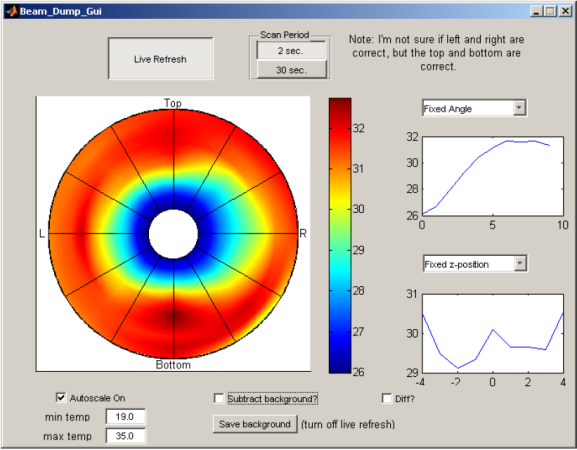 Beam_Dump_Gui
Live Refresh
Scan Period
2 sec.
30 sec.
Note: I'm not sure if left and right are
correct, but the top and bottom are
correct.
Top
L
R
Bottom
32
31
30
29
28
27
26
Fixed Angle
32
30
28
26
0 5 10
Fixed z-position
31
30
29
-4 -2 0 2 4
Autoscale On
Subtract background?
Diff?
min temp 19.0
max temp 35.0
Save background (turn off live refresh)